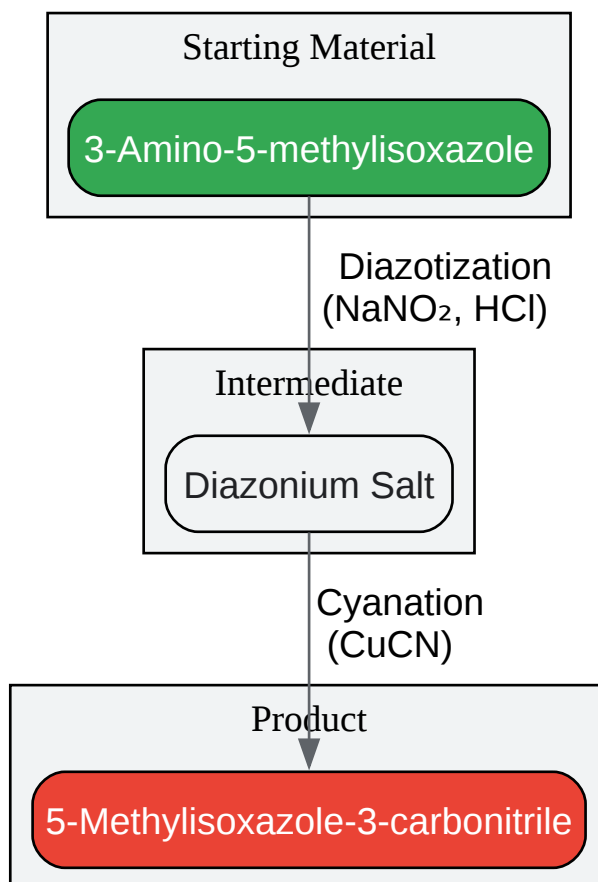 Starting Material
3-Amino-5-methylisoxazole
Diazotization
(NaNO₂, HCl)
Intermediate
Diazonium Salt
Cyanation
(CuCN)
Product
5-Methylisoxazole-3-carbonitrile